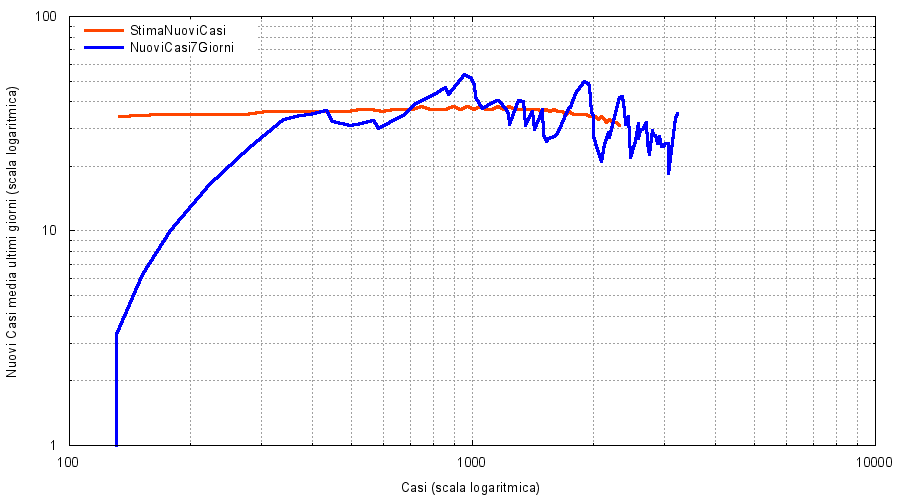 100
StimaNuoviCasi
NuoviCasi7Giorni
10
1
Nuovi Casi media ultimi giorni (scala logaritmica)
100
1000
10000
Casi (scala logaritmica)